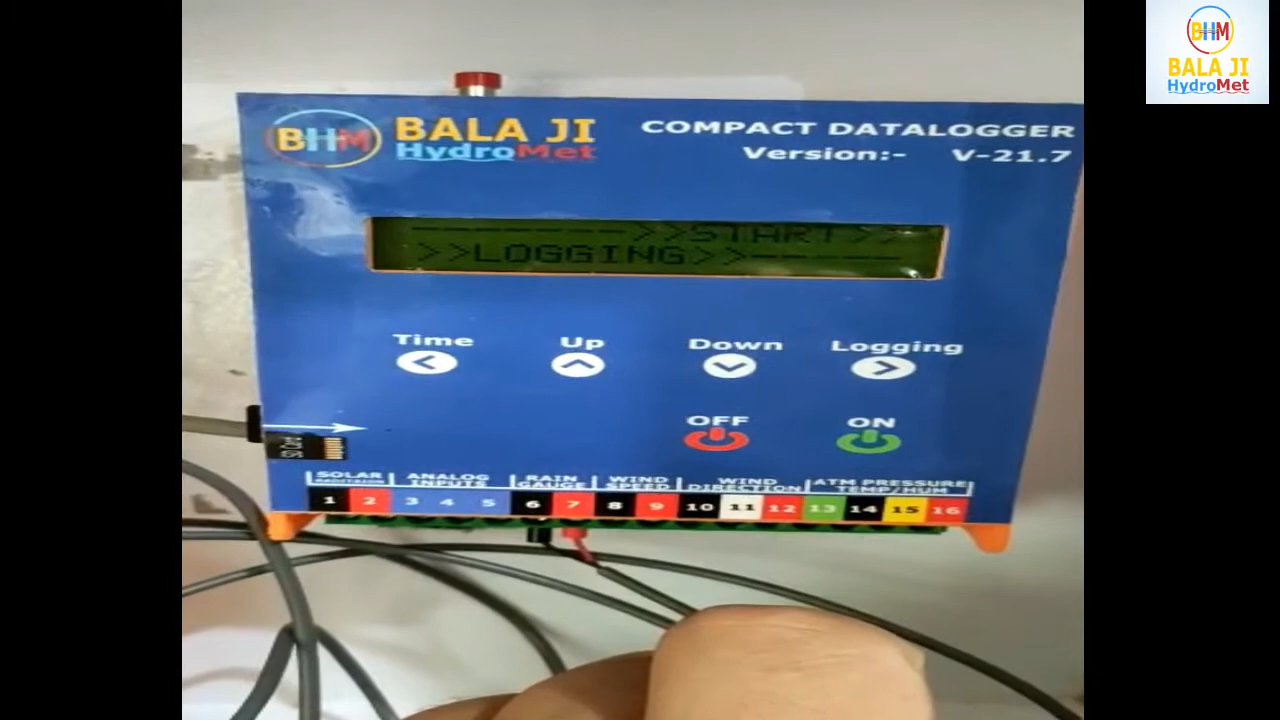 BHM
BALA JI
HydroMet
BHM
BALA JI
HydroMet
COMPACT DATALOGGER
Version:- V-21.7
---------->>START>>
>>LOGGING>>-------
Time Up Down Logging
OFF ON
SOLAR ANALOG RAIN WIND WIND ATM PRESSURE
INPUTS GAUGE SPEED DIRECTION TEMP/HUM
1 2 3 4 5 6 7 8 9 10 11 12 13 14 15 16